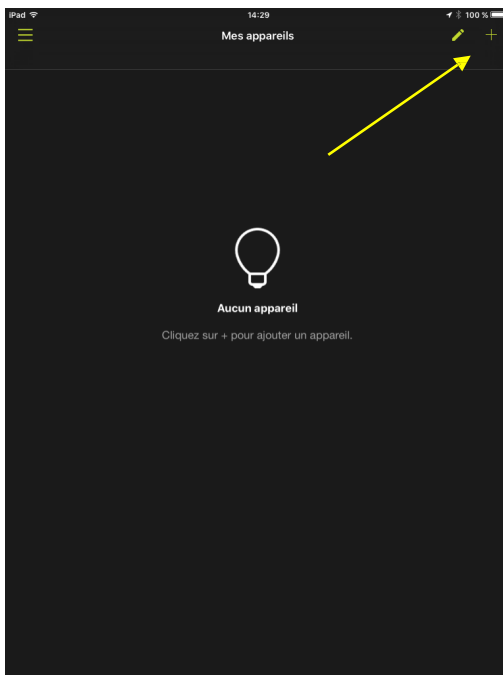 iPad 14:29 100 %
Mes appareils
Aucun appareil
Cliquez sur + pour ajouter un appareil.